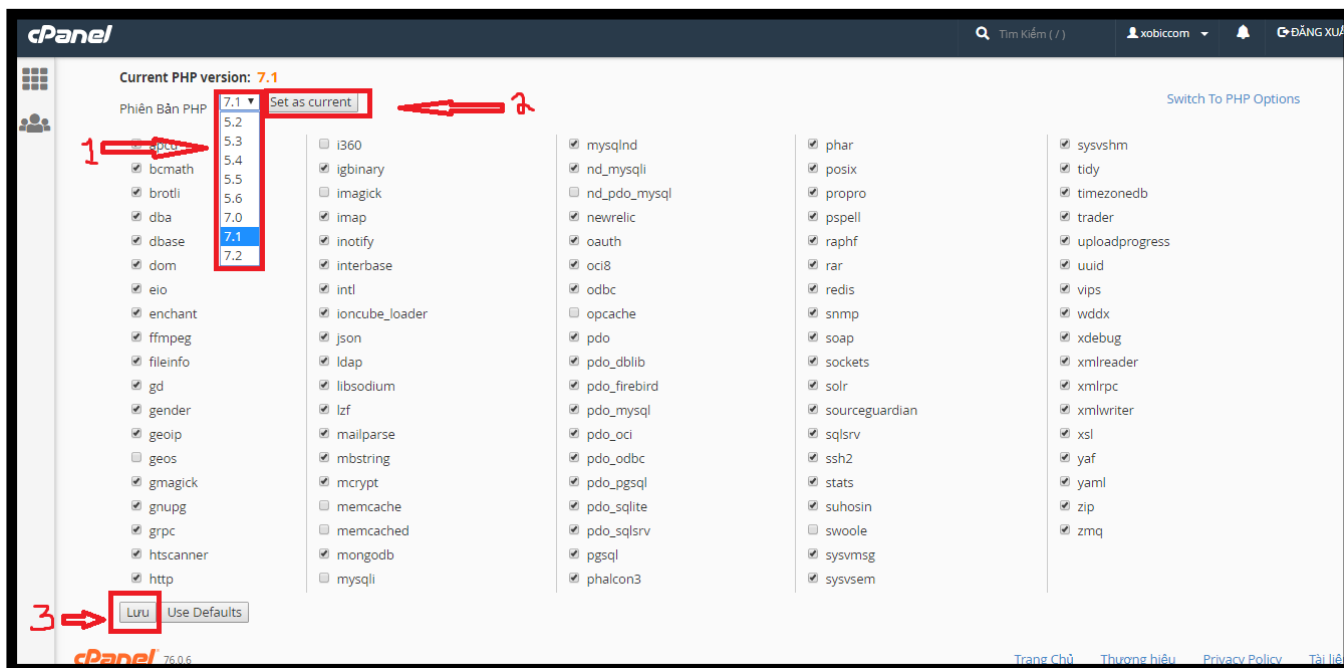 cPanel
Tìm Kiếm ( / )
xobiccom
ĐĂNG XUẤ
Current PHP version: 7.1
Phiên Bản PHP
7.1
Set as current
2
Switch To PHP Options
5.2
5.3
5.4
5.5
5.6
7.0
7.1
7.2
1
apcu
bcmath
brotli
dba
dbase
dom
eio
enchant
ffmpeg
fileinfo
gd
gender
geoip
geos
gmagick
gnupg
grpc
htscanner
http
i360
igbinary
imagick
imap
inotify
interbase
intl
ioncube_loader
json
ldap
libsodium
lzf
mailparse
mbstring
mcrypt
memcache
memcached
mongodb
mysqli
mysqlnd
nd_mysqli
nd_pdo_mysql
newrelic
oauth
oci8
odbc
opcache
pdo
pdo_dblib
pdo_firebird
pdo_mysql
pdo_oci
pdo_odbc
pdo_pgsql
pdo_sqlite
pdo_sqlsrv
pgsql
phalcon3
phar
posix
propro
pspell
raphf
rar
redis
snmp
soap
sockets
solr
sourceguardian
sqlsrv
ssh2
stats
suhosin
swoole
sysvmsg
sysvsem
sysvshm
tidy
timezonedb
trader
uploadprogress
uuid
vips
wddx
xdebug
xmlreader
xmlrpc
xmlwriter
xsl
yaf
yaml
zip
zmq
3
Lưu
Use Defaults
cPanel 76.0.6
Trang Chủ
Thương hiệu
Privacy Policy
Tài liệ